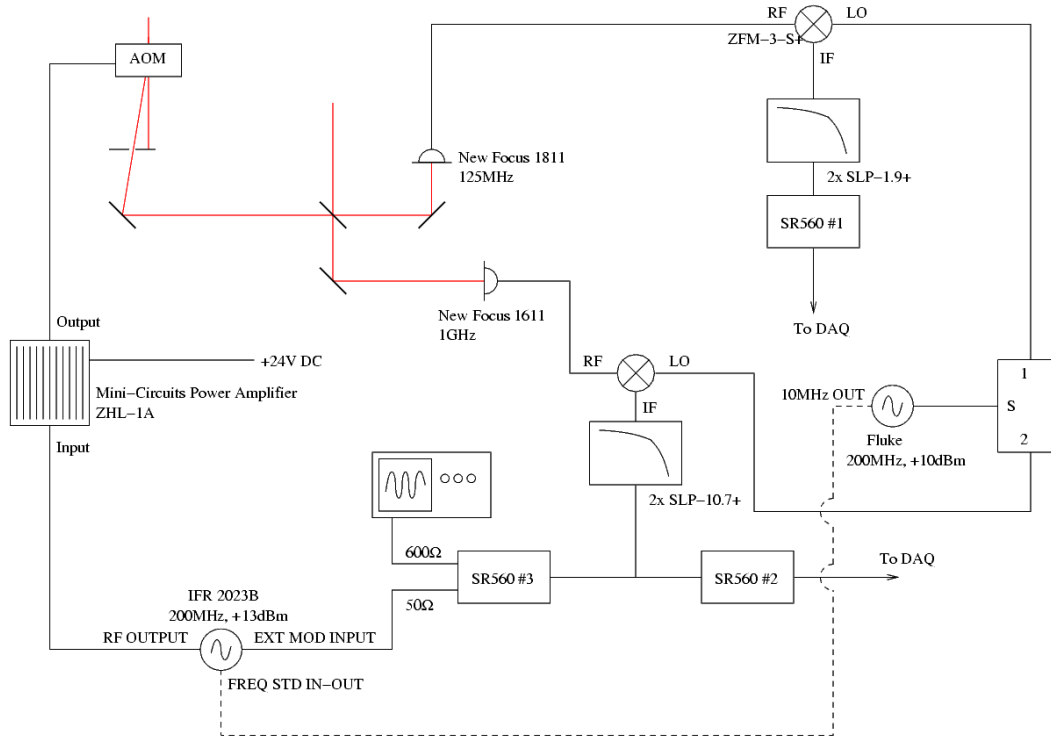 RF
LO
ZFM-3-S+
IF
AOM
New Focus 1811
125MHz
2x SLP-1.9+
SR560 #1
To DAQ
New Focus 1611
1GHz
Output
+24V DC
Mini-Circuits Power Amplifier
ZHL-1A
Input
RF
LO
IF
2x SLP-10.7+
10MHz OUT
Fluke
200MHz, +10dBm
1
S
2
600Ω
50Ω
SR560 #3
SR560 #2
To DAQ
IFR 2023B
200MHz, +13dBm
RF OUTPUT
EXT MOD INPUT
FREQ STD IN-OUT